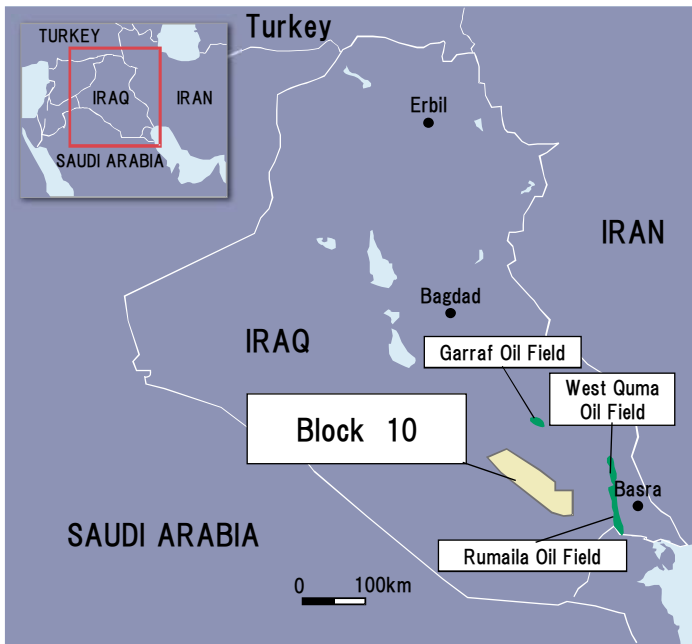 TURKEY
IRAQ
IRAN
SAUDI ARABIA
Turkey
Erbil
IRAN
Bagdad
IRAQ
Garraf Oil Field
West Quma
Oil Field
Block 10
Basra
SAUDI ARABIA
Rumaila Oil Field
0 100km